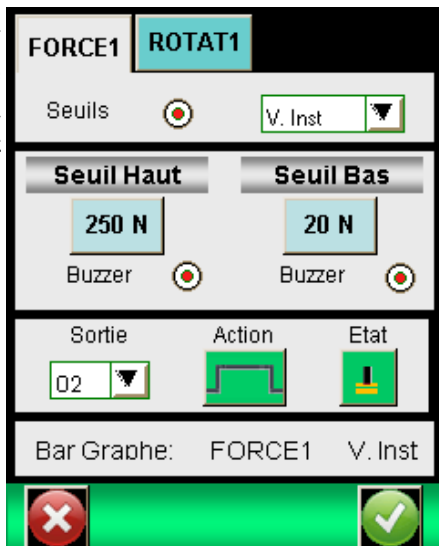 FORCE1 ROTAT1
Seuils V. Inst
Seuil Haut Seuil Bas
250 N 20 N
Buzzer Buzzer
Sortie Action Etat
02
Bar Graphe: FORCE1 V. Inst